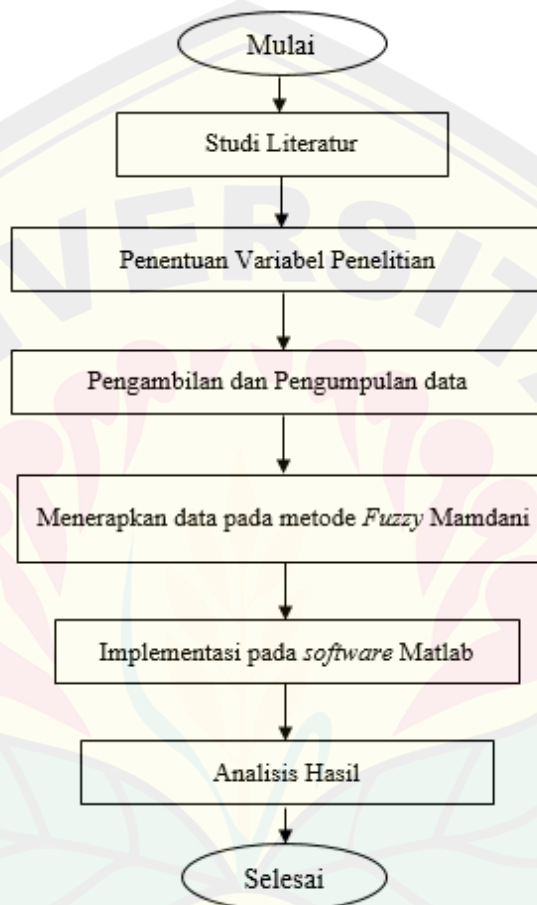 Mulai
Studi Literatur
Penentuan Variabel Penelitian
Pengambilan dan Pengumpulan data
Menerapkan data pada metode Fuzzy Mamdani
Implementasi pada software Matlab
Analisis Hasil
Selesai